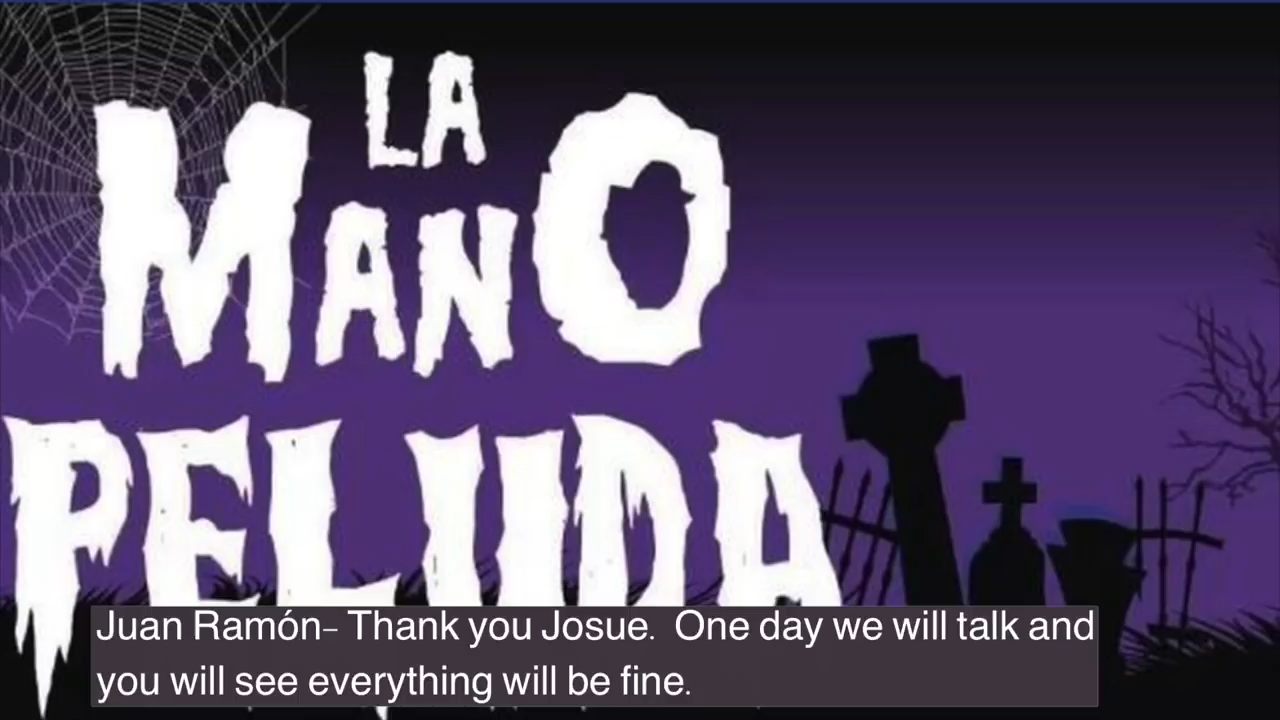 LA
MANO
PELUDA
Juan Ramón- Thank you Josue.  One day we will talk and
you will see everything will be fine.